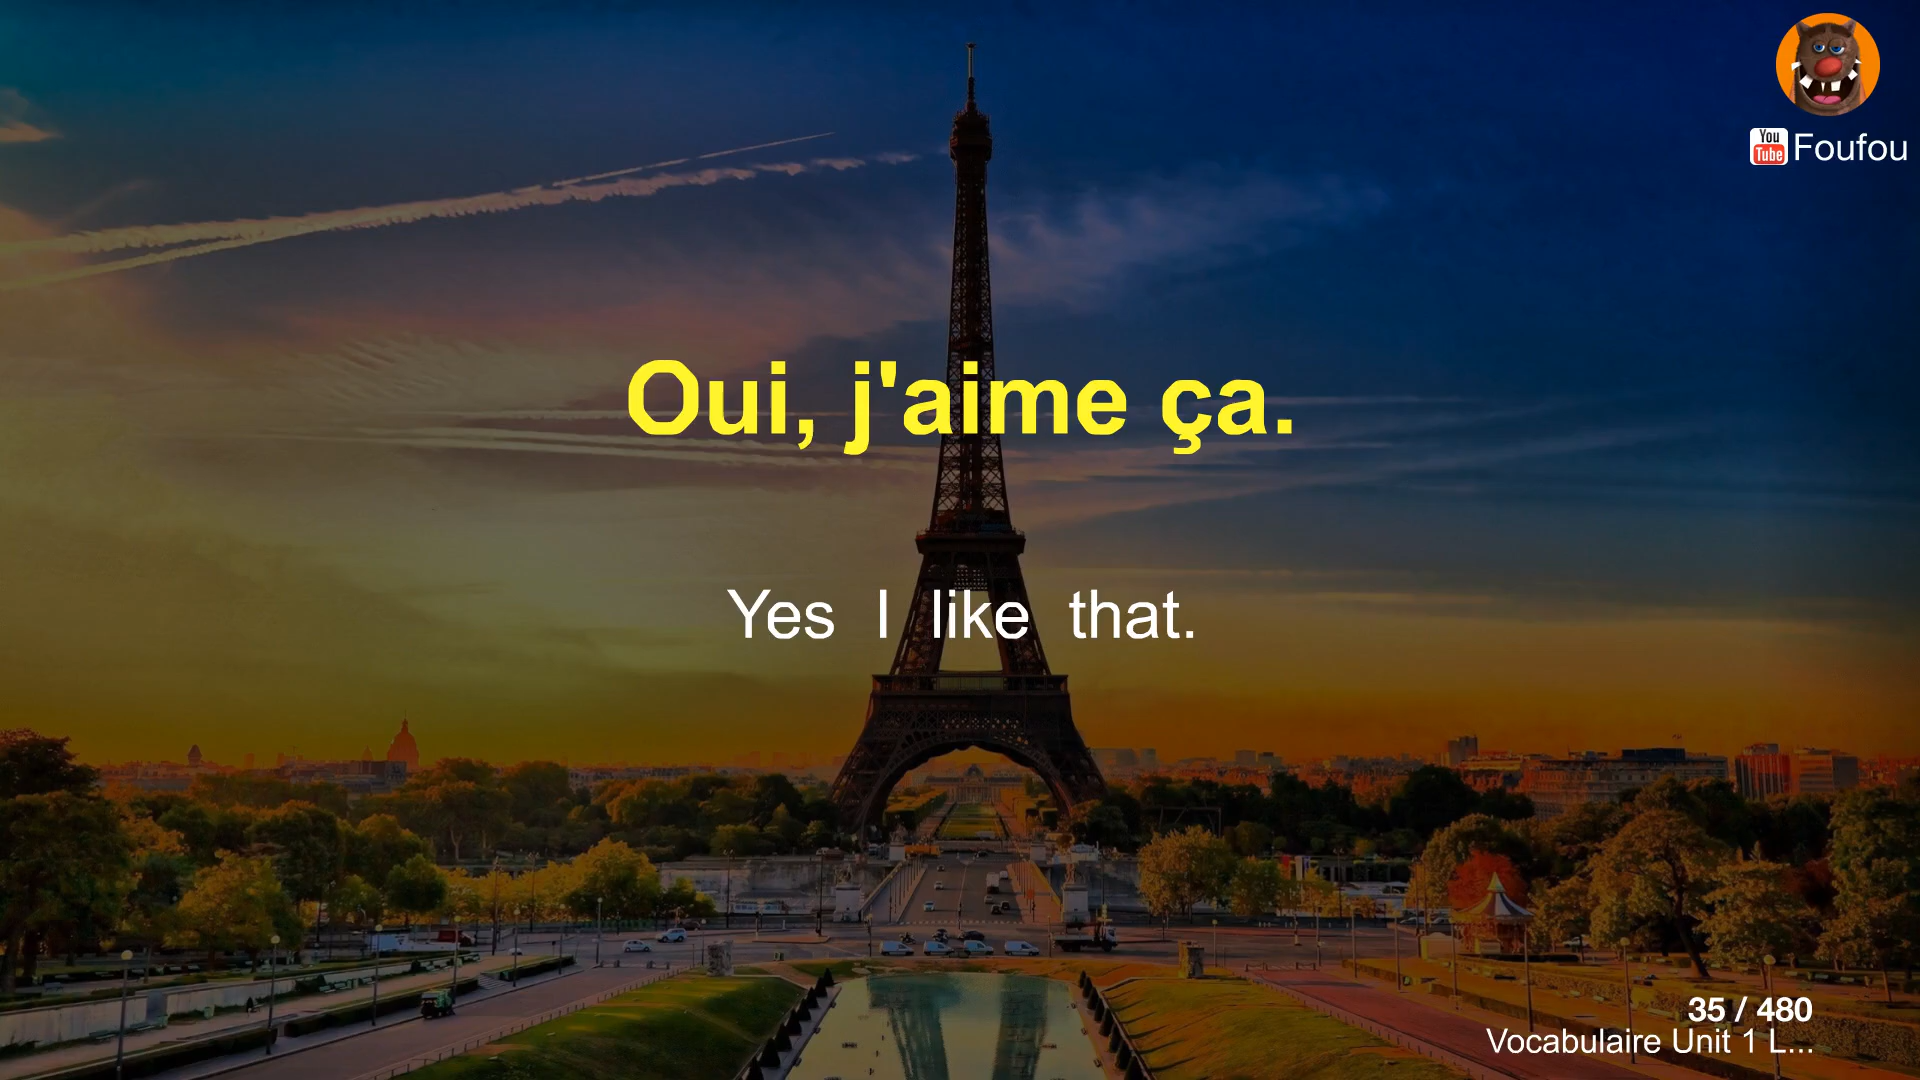 You
Tube Foufou
Oui, j'aime ça.
Yes I like that.
35 / 480
Vocabulaire Unit 1 L...